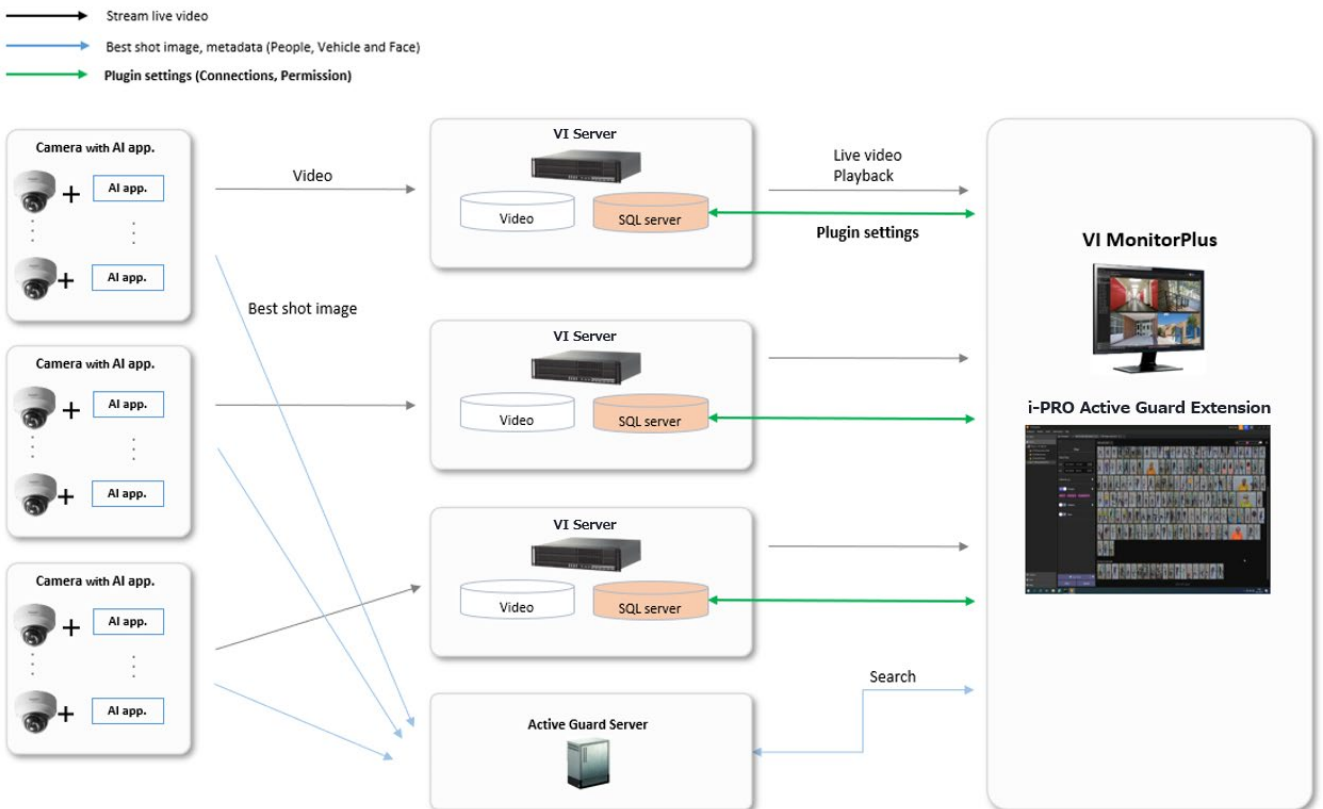 Stream live video
Best shot image, metadata (People, Vehicle and Face)
Plugin settings (Connections, Permission)
Camera with AI app.
+ AI app.
+ AI app.
Video
VI Server
Video
SQL server
Live video
Playback
Plugin settings
Best shot image
Camera with AI app.
+ AI app.
+ AI app.
VI Server
Video
SQL server
Camera with AI app.
+ AI app.
+ AI app.
VI Server
Video
SQL server
Active Guard Server
Search
VI MonitorPlus
i-PRO Active Guard Extension